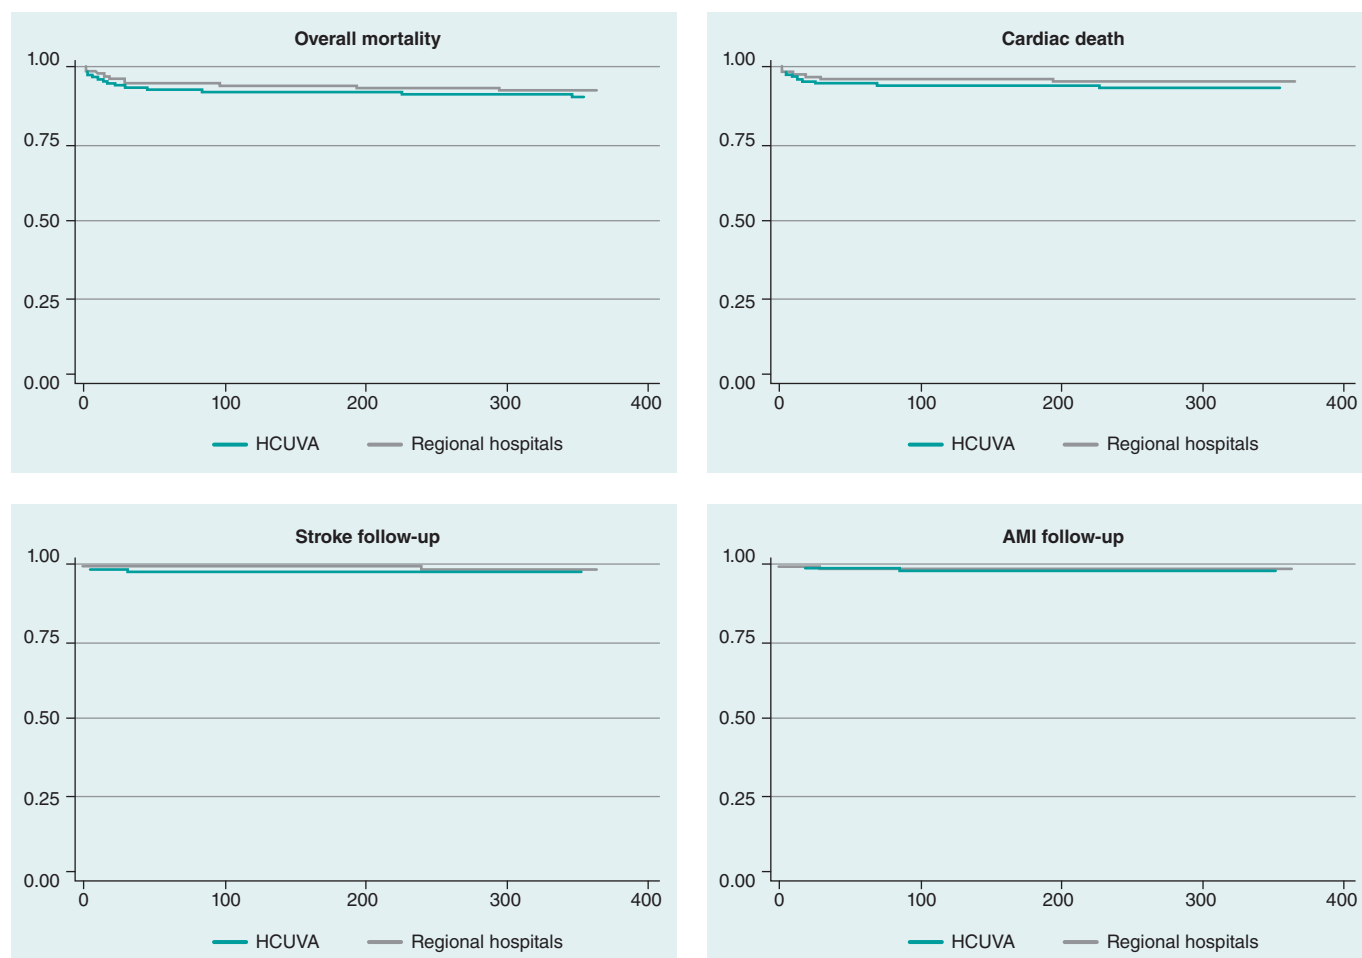 Overall mortality
1.00
0.75
0.50
0.25
0.00
0 100 200 300 400
HCUVA Regional hospitals
Cardiac death
1.00
0.75
0.50
0.25
0.00
0 100 200 300 400
HCUVA Regional hospitals
Stroke follow-up
1.00
0.75
0.50
0.25
0.00
0 100 200 300 400
HCUVA Regional hospitals
AMI follow-up
1.00
0.75
0.50
0.25
0.00
0 100 200 300 400
HCUVA Regional hospitals